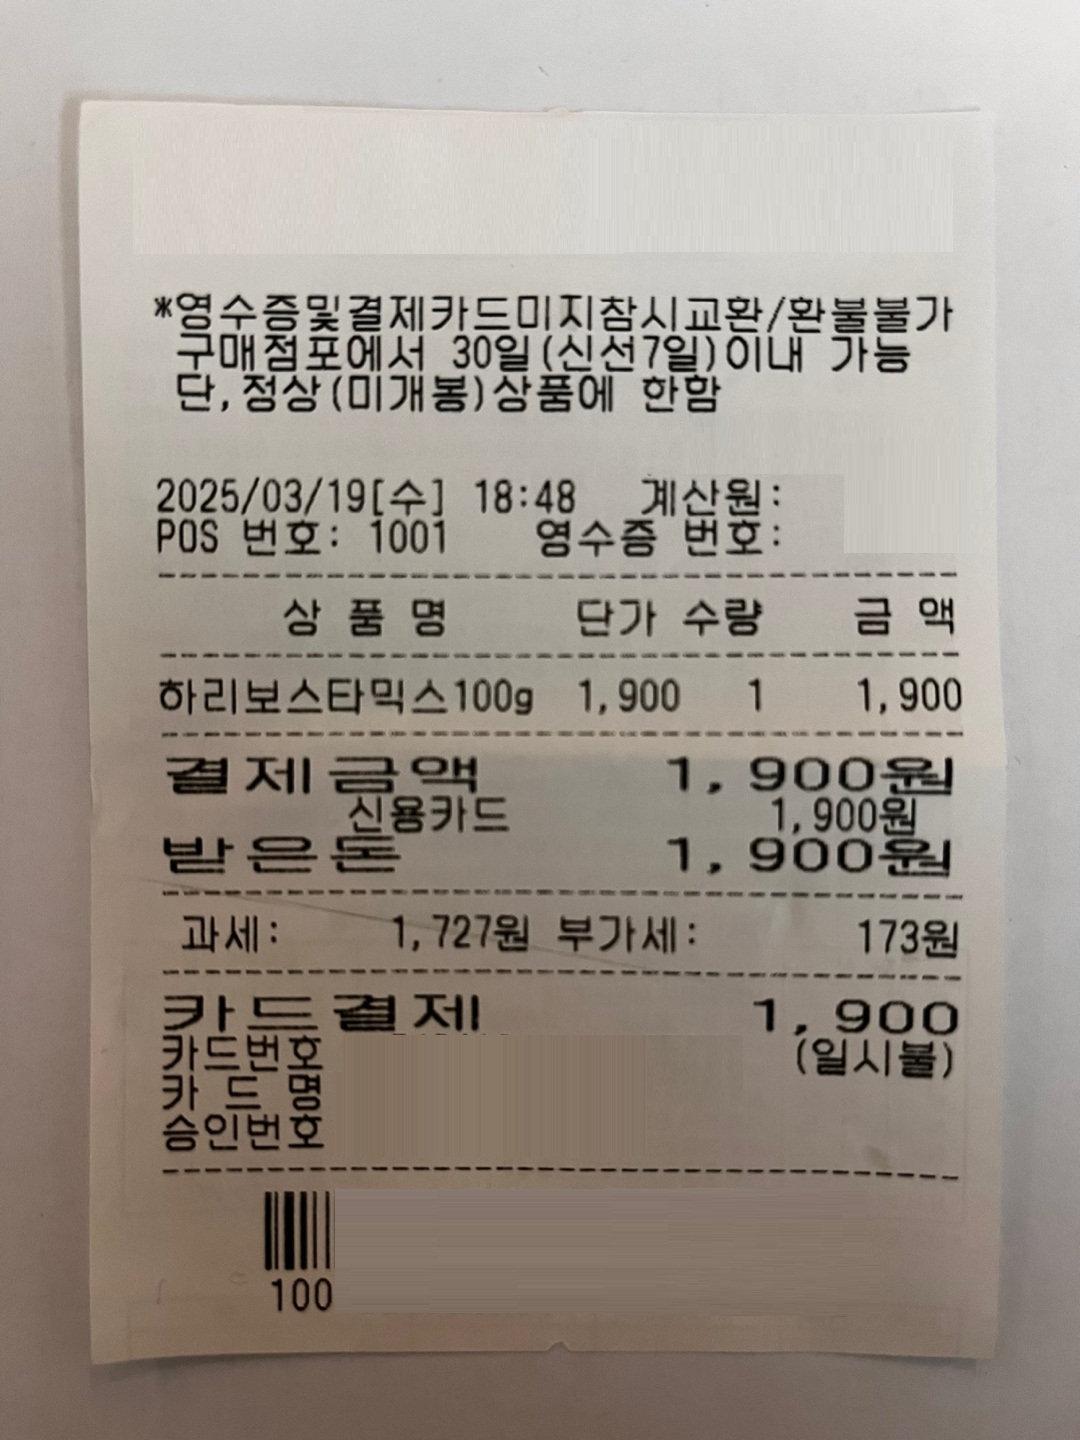 *영수증및결제카드미지참시교환/환불불가
구매점포에서 30일(신선7일)이내 가능
단,정상(미개봉)상품에 한함
2025/03/19[수] 18:48 계산원:
POS 번호: 1001 영수증 번호:
상 품 명 단가 수량 금 액
하리보스타믹스100g 1,900 1 1,900
결제금액 1,900원
신용카드 1,900원
받은돈 1,900원
과세: 1,727원 부가세: 173원
카드결제 1,900
카드번호 (일시불)
카 드 명
승인번호
100